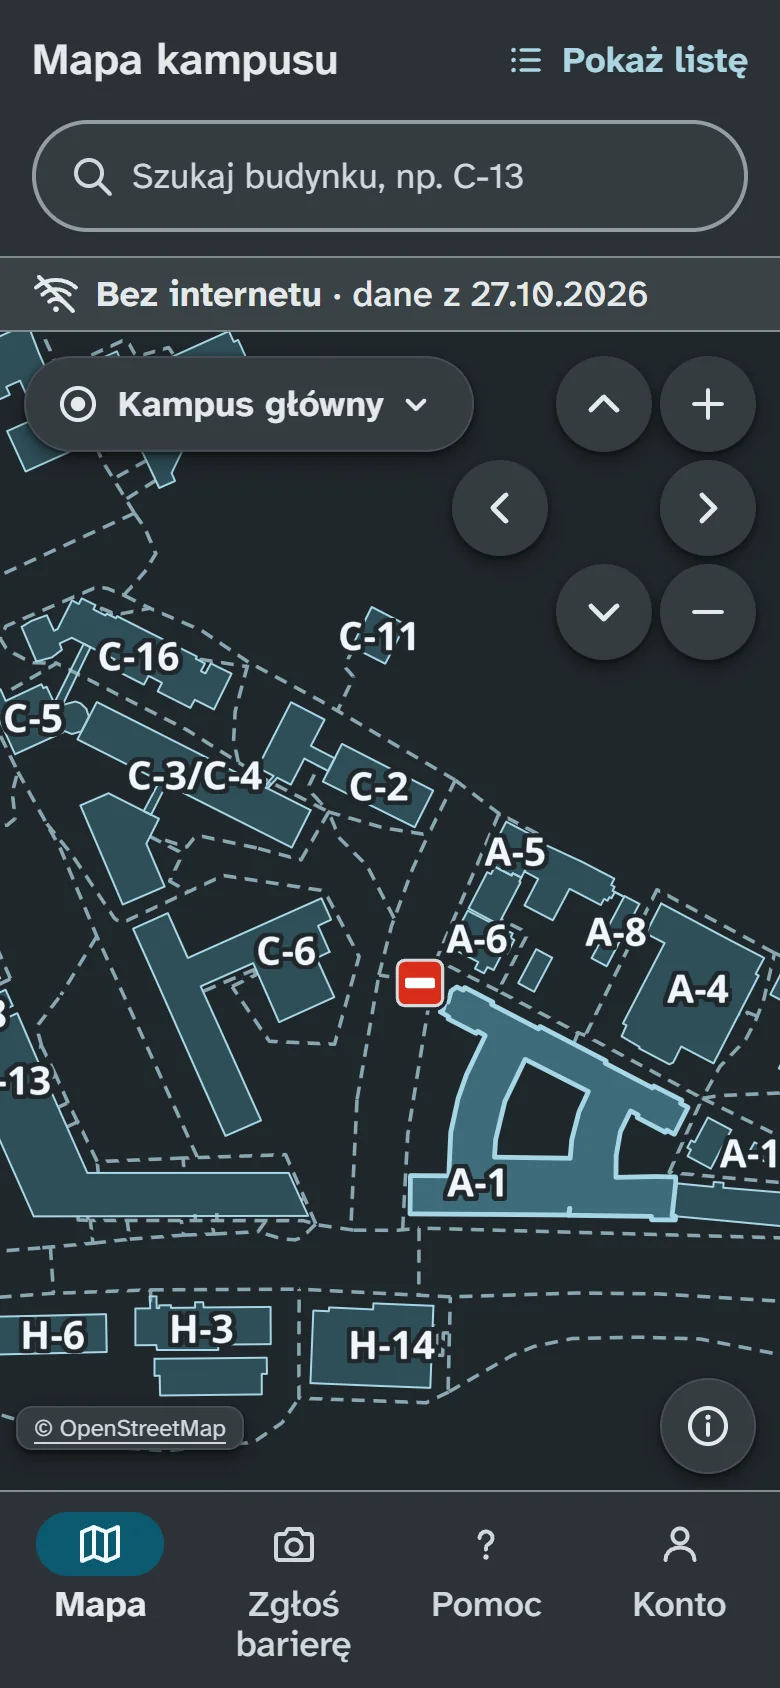 Mapa kampusu
Pokaż listę
Szukaj budynku, np. C-13
Bez internetu · dane z 27.10.2026
Kampus główny
C-11
C-16
C-5
C-3/C-4
C-2
A-5
A-6
A-8
C-6
A-4
-13
A-1
A-1
H-6
H-3
H-14
© OpenStreetMap
Mapa
Zgłoś
barierę
Pomoc
Konto